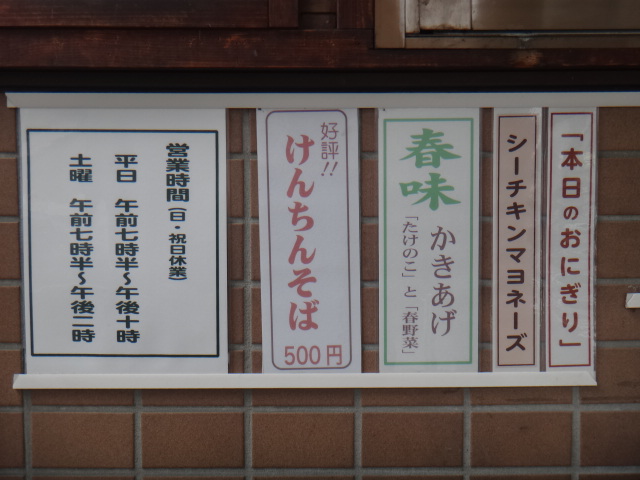 「本日のおにぎり」
シーチキンマヨネーズ
春味
かきあげ
「たけのこ」と「春野菜」
好評!!
けんちんそば
500円
営業時間(日・祝日休業)
平日 午前七時半〜午後十時
土曜 午前七時半〜午後二時